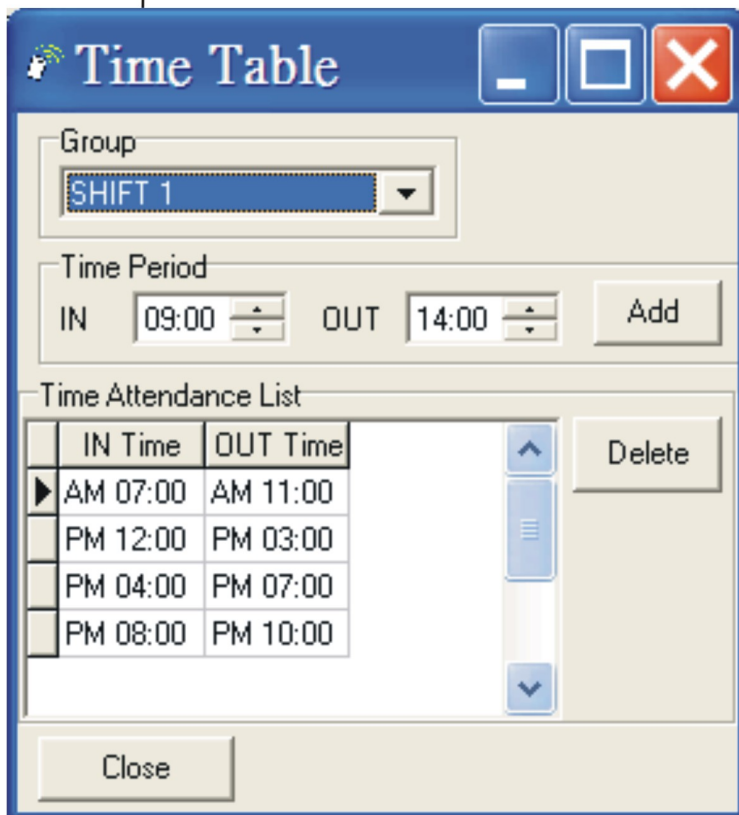 Time Table
Group
SHIFT 1
Time Period
IN 09:00 OUT 14:00 Add
Time Attendance List
IN Time OUT Time Delete
AM 07:00 AM 11:00
PM 12:00 PM 03:00
PM 04:00 PM 07:00
PM 08:00 PM 10:00
Close